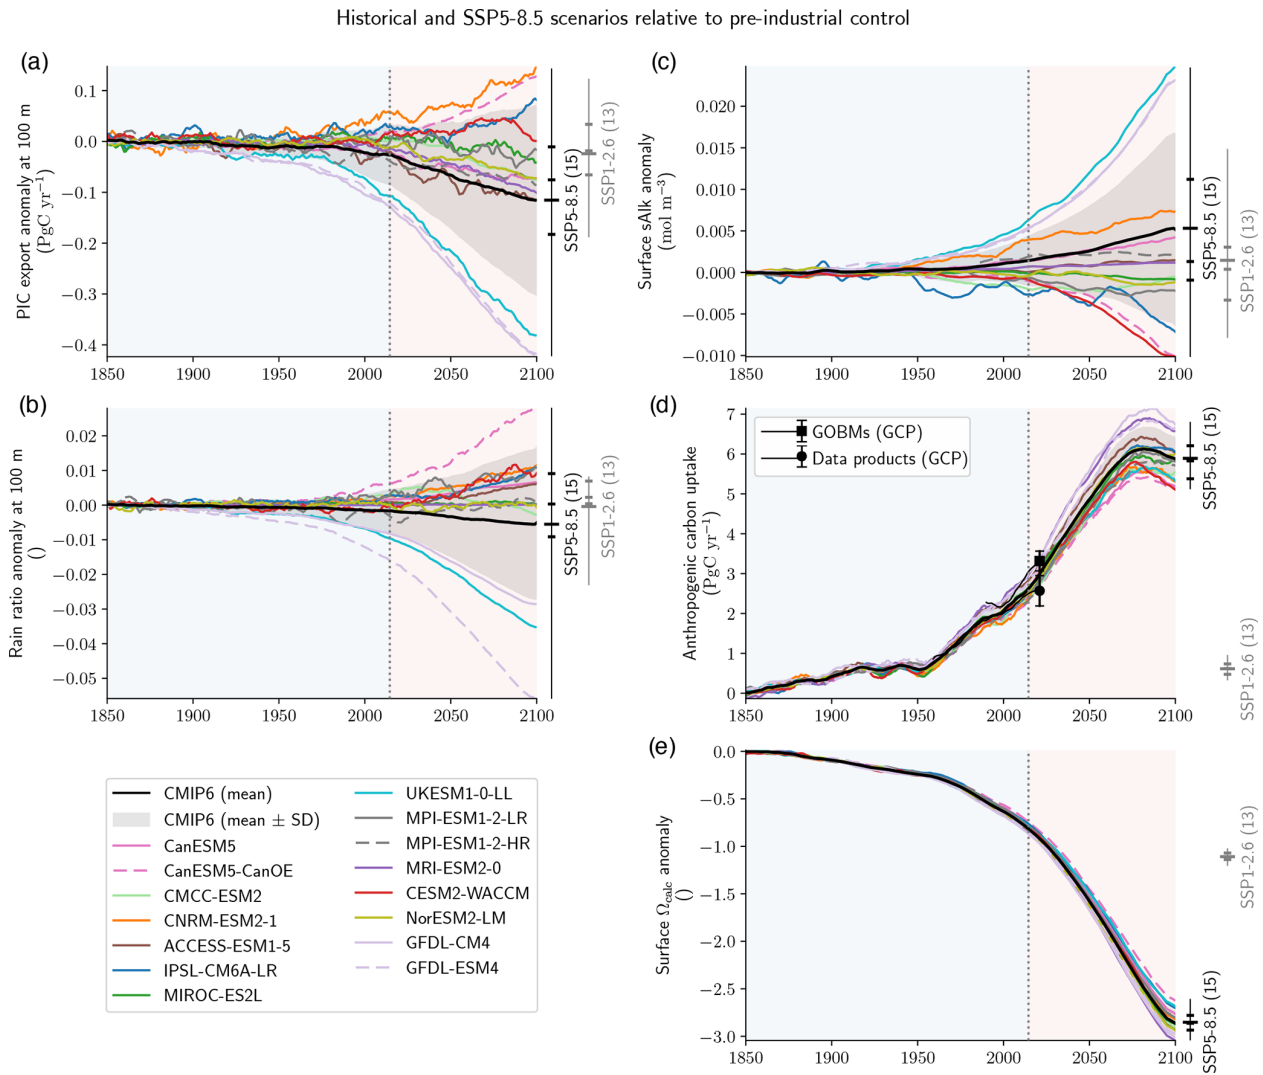 Historical and SSP5-8.5 scenarios relative to pre-industrial control
(a)
PIC export anomaly at 100 m
(PgC yr−1)
0.1
0.0
−0.1
−0.2
−0.3
−0.4
1850 1900 1950 2000 2050 2100
SSP5-8.5 (15)
SSP1-2.6 (13)
(c)
Surface sAlk anomaly
(mol m−3)
0.020
0.015
0.010
0.005
0.000
−0.005
−0.010
1850 1900 1950 2000 2050 2100
SSP5-8.5 (15)
SSP1-2.6 (13)
(b)
Rain ratio anomaly at 100 m
()
0.02
0.01
0.00
−0.01
−0.02
−0.03
−0.04
−0.05
1850 1900 1950 2000 2050 2100
SSP5-8.5 (15)
SSP1-2.6 (13)
(d)
Anthropogenic carbon uptake
(PgC yr−1)
7
6
5
4
3
2
1
0
GOBMs (GCP)
Data products (GCP)
1850 1900 1950 2000 2050 2100
SSP5-8.5 (15)
SSP1-2.6 (13)
(e)
Surface Ωcalc anomaly
()
0.0
−0.5
−1.0
−1.5
−2.0
−2.5
−3.0
1850 1900 1950 2000 2050 2100
SSP5-8.5 (15)
SSP1-2.6 (13)
CMIP6 (mean)
CMIP6 (mean ± SD)
CanESM5
CanESM5-CanOE
CMCC-ESM2
CNRM-ESM2-1
ACCESS-ESM1-5
IPSL-CM6A-LR
MIROC-ES2L
UKESM1-0-LL
MPI-ESM1-2-LR
MPI-ESM1-2-HR
MRI-ESM2-0
CESM2-WACCM
NorESM2-LM
GFDL-CM4
GFDL-ESM4